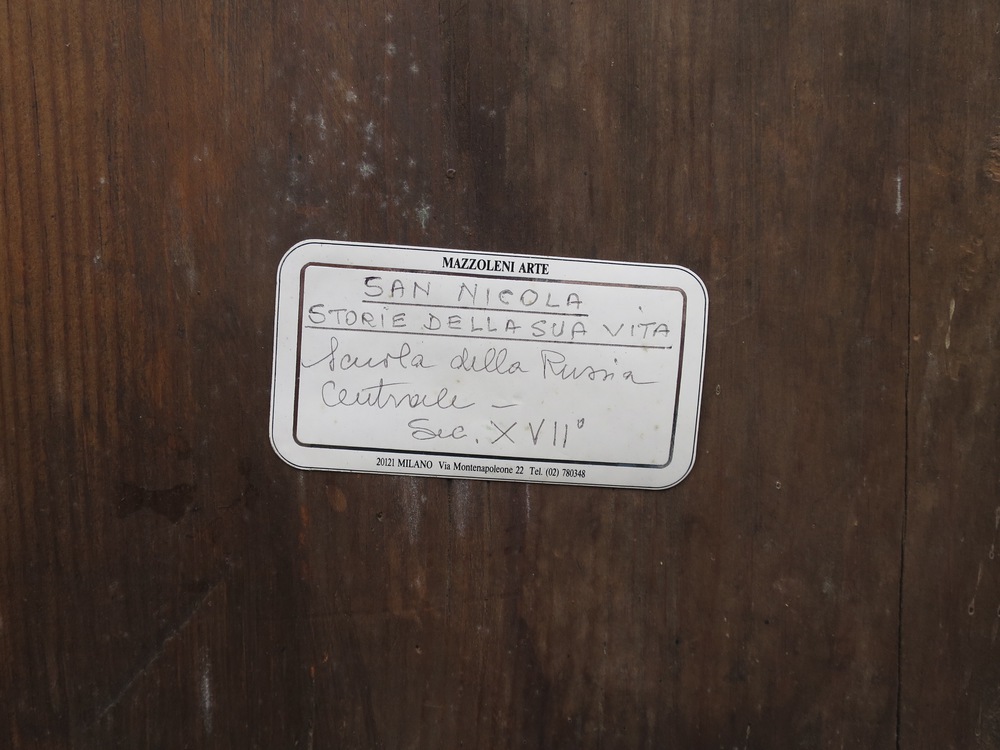 MAZZOLENI ARTE
SAN NICOLA
STORIE DELLA SUA VITA
Scuola della Russia
Centrale –
Sec. XVII°
20121 MILANO Via Montenapoleone 22 Tel. (02) 780348